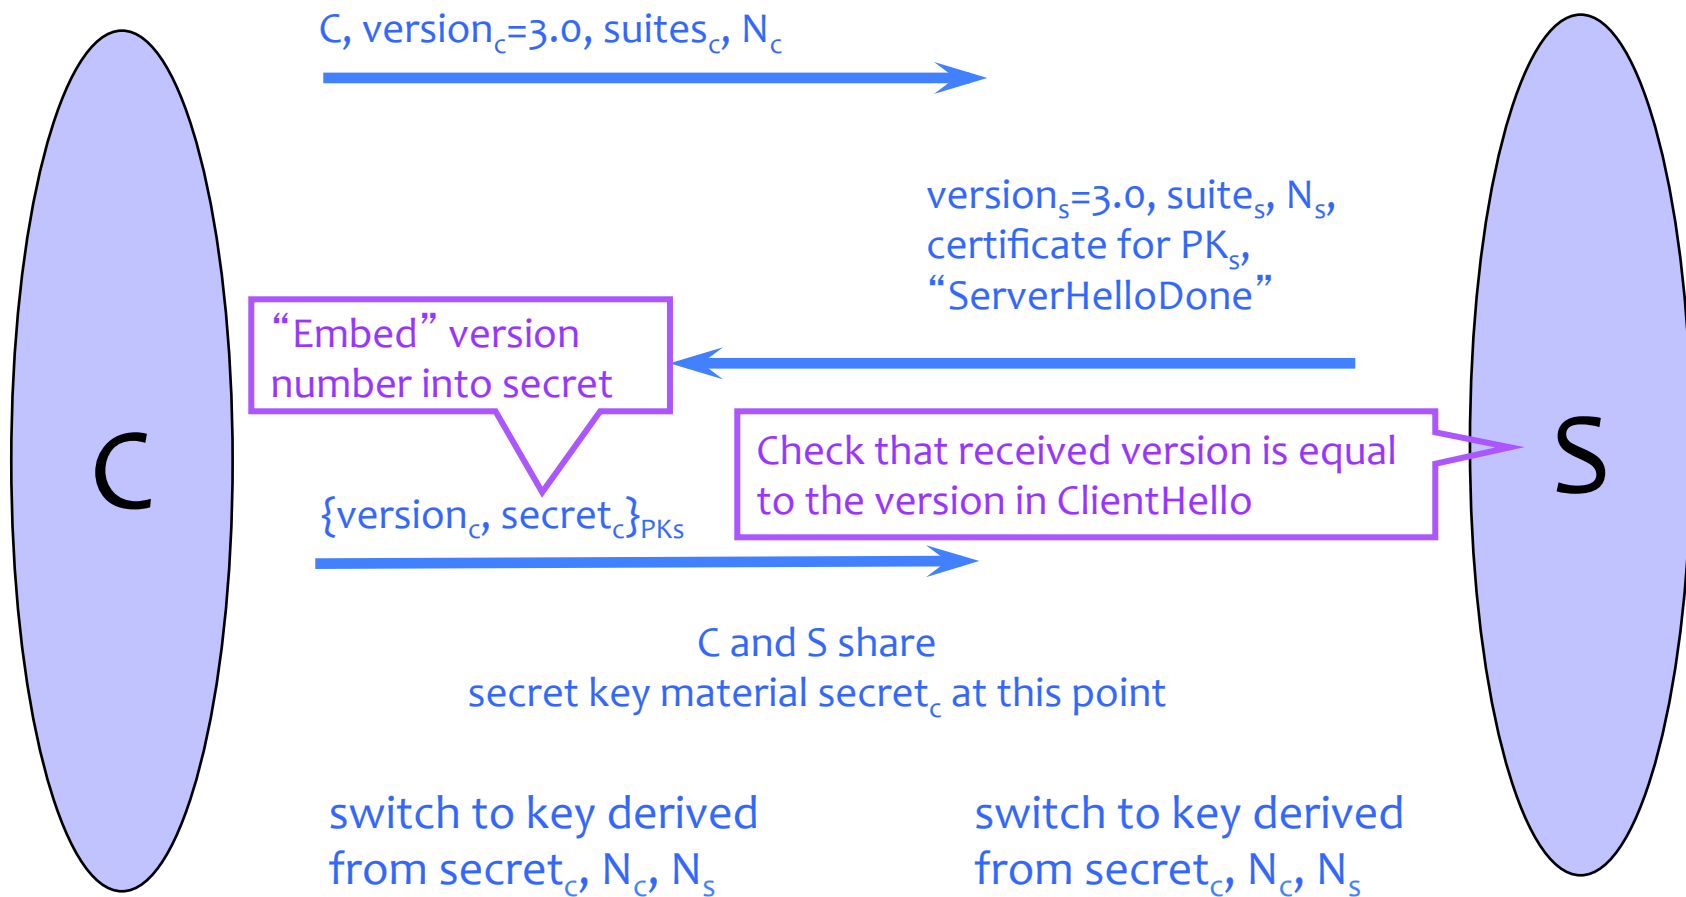 C, version_c=3.0, suites_c, N_c
version_s=3.0, suite_s, N_s,
certificate for PK_s,
“ServerHelloDone”
“Embed” version
number into secret
C
S
Check that received version is equal
to the version in ClientHello
{version_c, secret_c}_PKs
C and S share
secret key material secret_c at this point
switch to key derived
from secret_c, N_c, N_s
switch to key derived
from secret_c, N_c, N_s